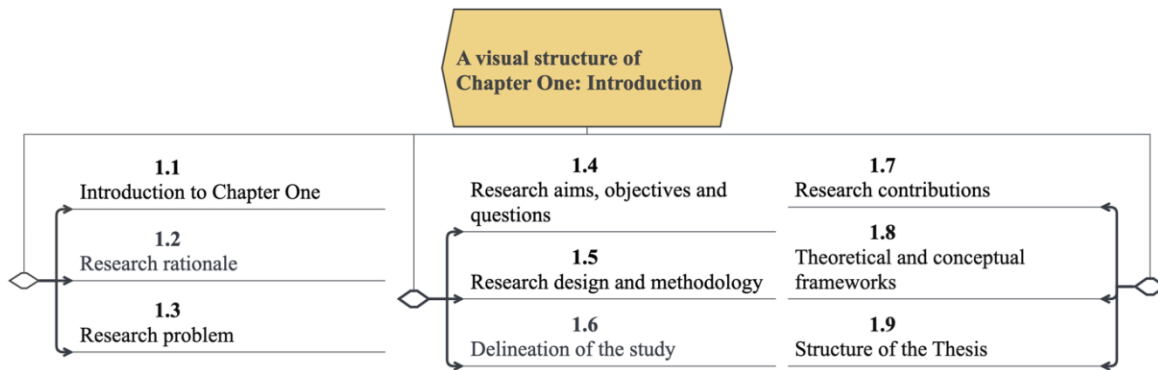 A visual structure of
Chapter One: Introduction
1.1
Introduction to Chapter One
1.2
Research rationale
1.3
Research problem
1.4
Research aims, objectives and
questions
1.5
Research design and methodology
1.6
Delineation of the study
1.7
Research contributions
1.8
Theoretical and conceptual
frameworks
1.9
Structure of the Thesis